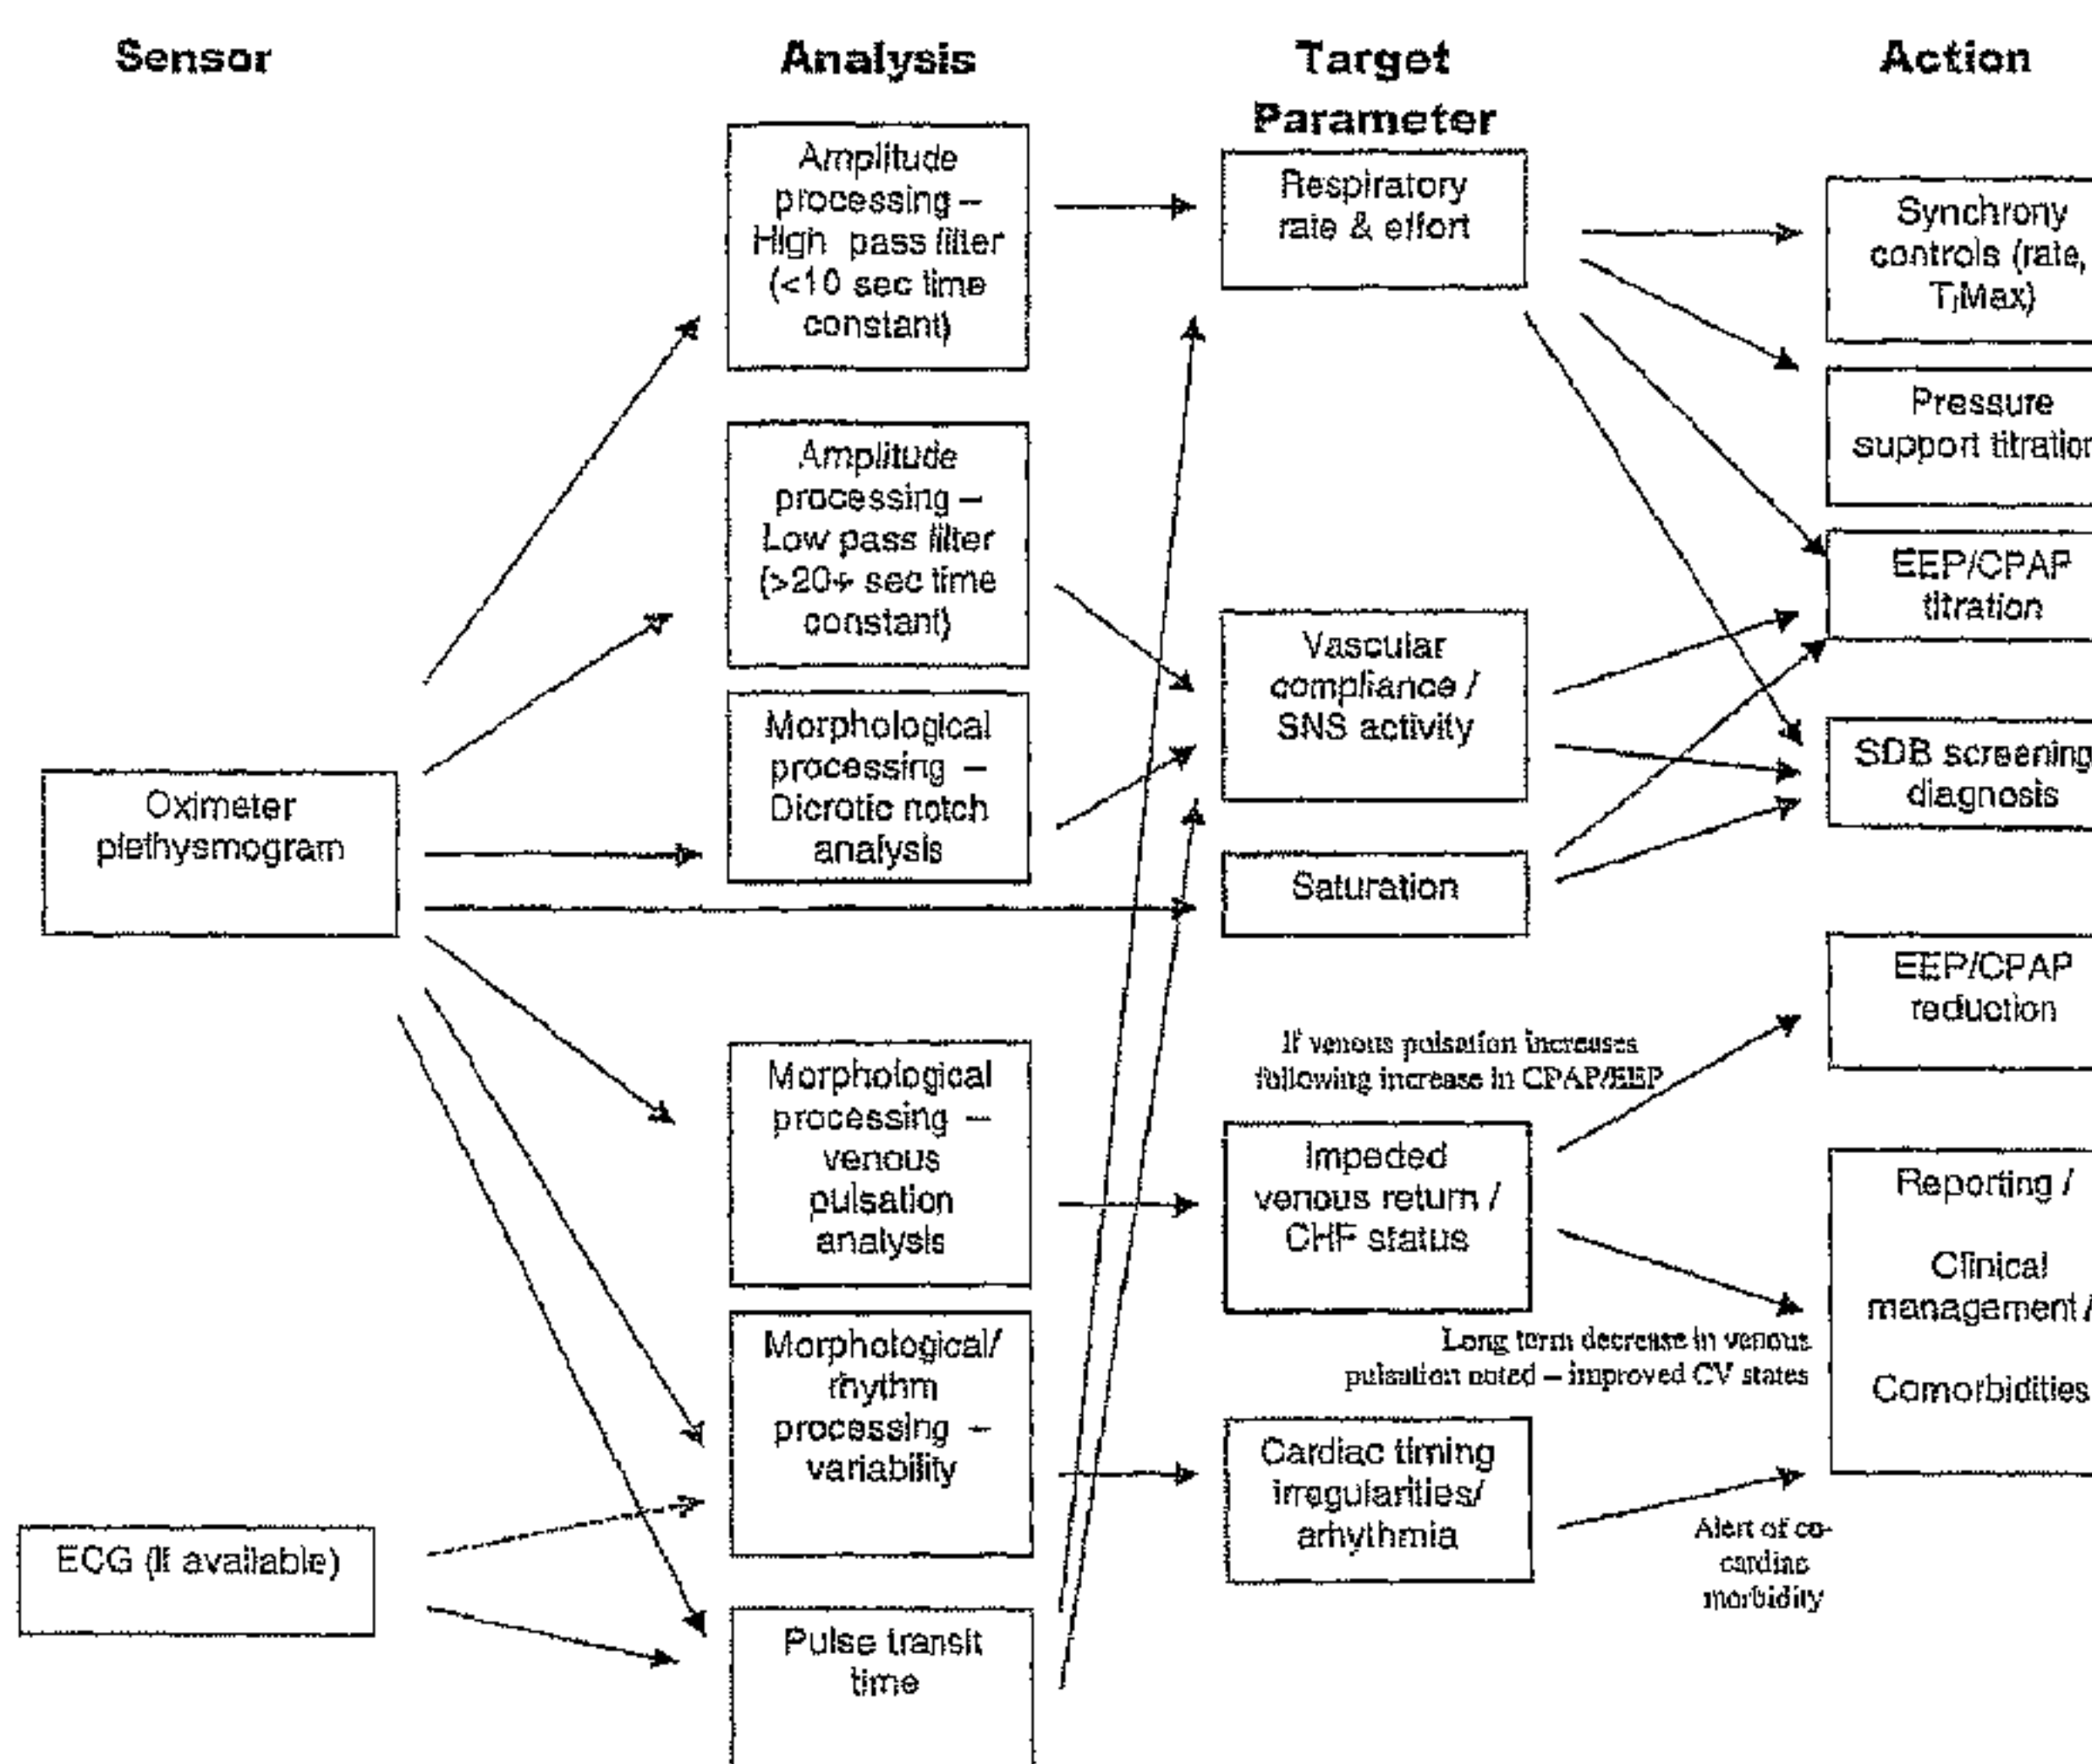 Sensor
Analysis
Target
Parameter
Action
Amplitude
processing –
High pass filter
(<10 sec time
constant)
Amplitude
processing –
Low pass filter
(>20+ sec time
constant)
Morphological
processing –
Dicrotic notch
analysis
Oximeter
plethysmogram
Morphological
processing –
venous
pulsation
analysis
Morphological/
rhythm
processing –
variability
ECG (if available)
Pulse transit
time
Respiratory
rate & effort
Vascular
compliance /
SNS activity
Saturation
If venous pulsation increases
following increase in CPAP/EEP
Impeded
venous return /
CHF status
Long term decrease in venous
pulsation noted – improved CV states
Cardiac timing
irregularities/
arhythmia
Alert of co-
cardiac
morbidity
Synchrony
controls (rate,
TiMax)
Pressure
support titration
EEP/CPAP
titration
SDB screening
diagnosis
EEP/CPAP
reduction
Reporting /
Clinical
management /
Comorbidities